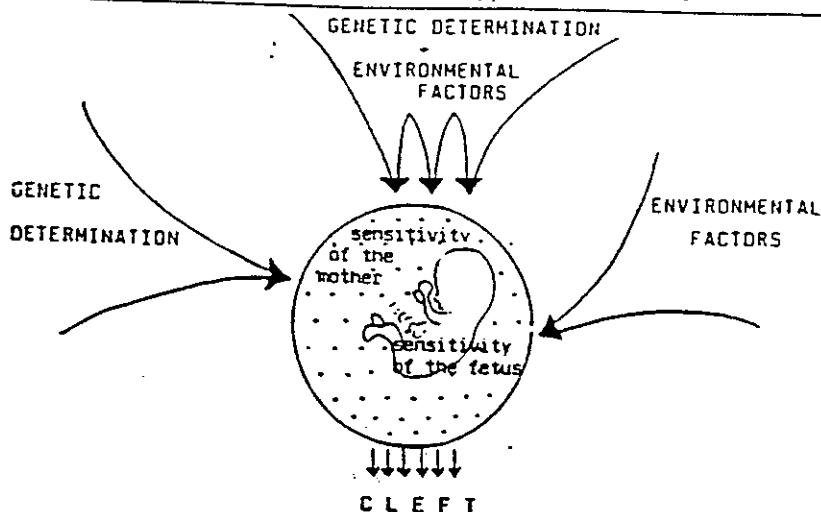 GENETIC DETERMINATION
ENVIRONMENTAL
FACTORS
GENETIC
DETERMINATION
ENVIRONMENTAL
FACTORS
sensitivity
of the
mother
sensitivity
of the fetus
CLEFT